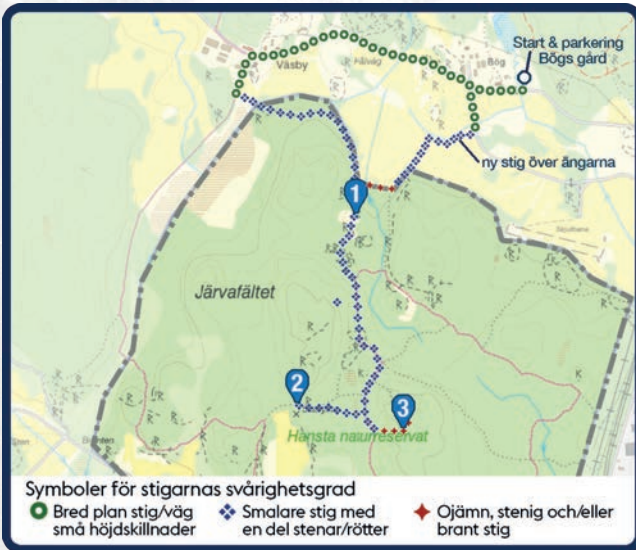 Start & parkering
Bögs gård
Väsby
Hålväg
Bög
ny stig över ängarna
Skjutbana
1
Järvafältet
2
3
K
Hansta naturreservat
Symboler för stigarnas svårighetsgrad
Bred plan stig/väg
små höjdskillnader
Smalare stig med
en del stenar/rötter
Ojämn, stenig och/eller
brant stig